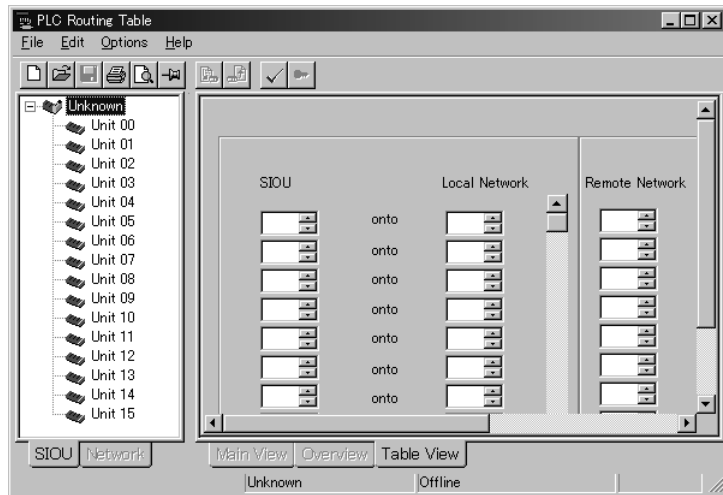 PLC Routing Table
File Edit Options Help
Unknown
Unit 00
Unit 01
Unit 02
Unit 03
Unit 04
Unit 05
Unit 06
Unit 07
Unit 08
Unit 09
Unit 10
Unit 11
Unit 12
Unit 13
Unit 14
Unit 15
SIOU Network
SIOU Local Network Remote Network
onto
onto
onto
onto
onto
onto
onto
Main View Overview Table View
Unknown Offline